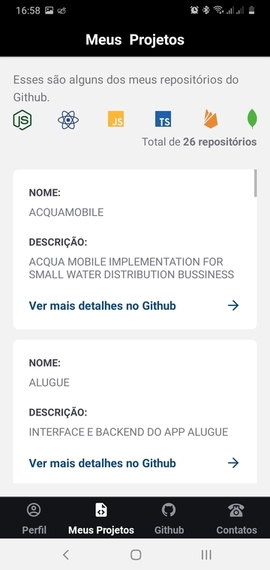 16:58
Meus Projetos
Esses são alguns dos meus repositórios do
Github.
JS
JS
TS
Total de 26 repositórios
NOME:
ACQUAMOBILE
DESCRIÇÃO:
ACQUA MOBILE IMPLEMENTATION FOR
SMALL WATER DISTRIBUTION BUSSINESS
Ver mais detalhes no Github
NOME:
ALUGUE
DESCRIÇÃO:
INTERFACE E BACKEND DO APP ALUGUE
Ver mais detalhes no Github
Perfil
Meus Projetos
Github
Contatos